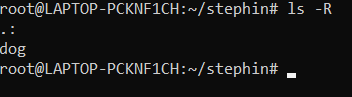 root@LAPTOP-PCKNF1CH:~/stephin# ls -R
.:
dog
root@LAPTOP-PCKNF1CH:~/stephin#